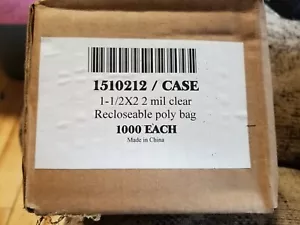 1510212 / CASE
1-1/2X2 2 mil clear
Recloseable poly bag
1000 EACH
Made in China